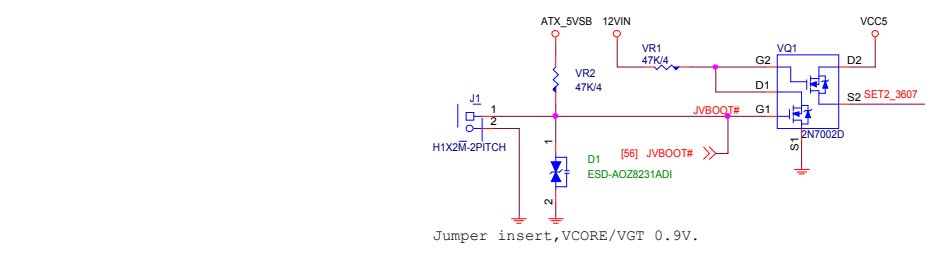 ATX_5VSB 12VIN VCC5
VR1
47K/4
VQ1
G2 D2
VR2
47K/4
D1
S2 SET2_3607
J1
1
2
JVBOOT# G1
2N7002D
H1X2M-2PITCH
S1
[56] JVBOOT#
1
D1
ESD-AOZ8231ADI
2
Jumper insert,VCORE/VGT 0.9V.